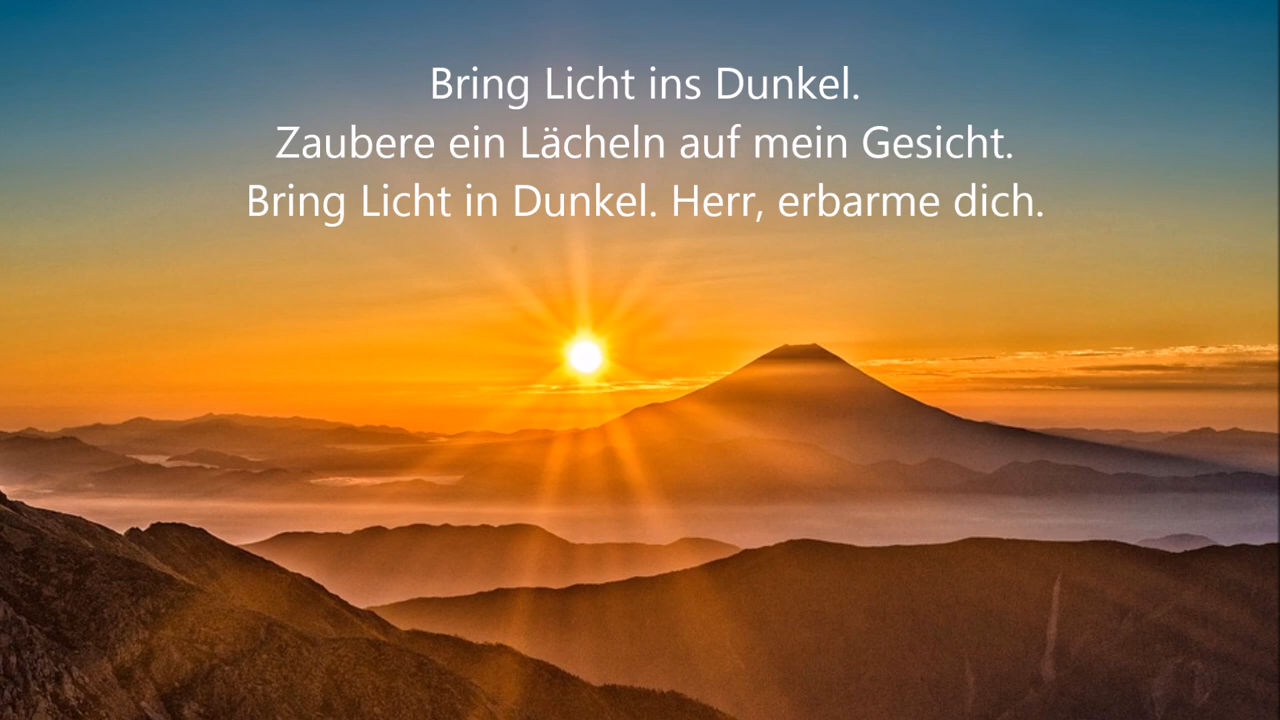 Bring Licht ins Dunkel.
Zaubere ein Lächeln auf mein Gesicht.
Bring Licht in Dunkel. Herr, erbarme dich.